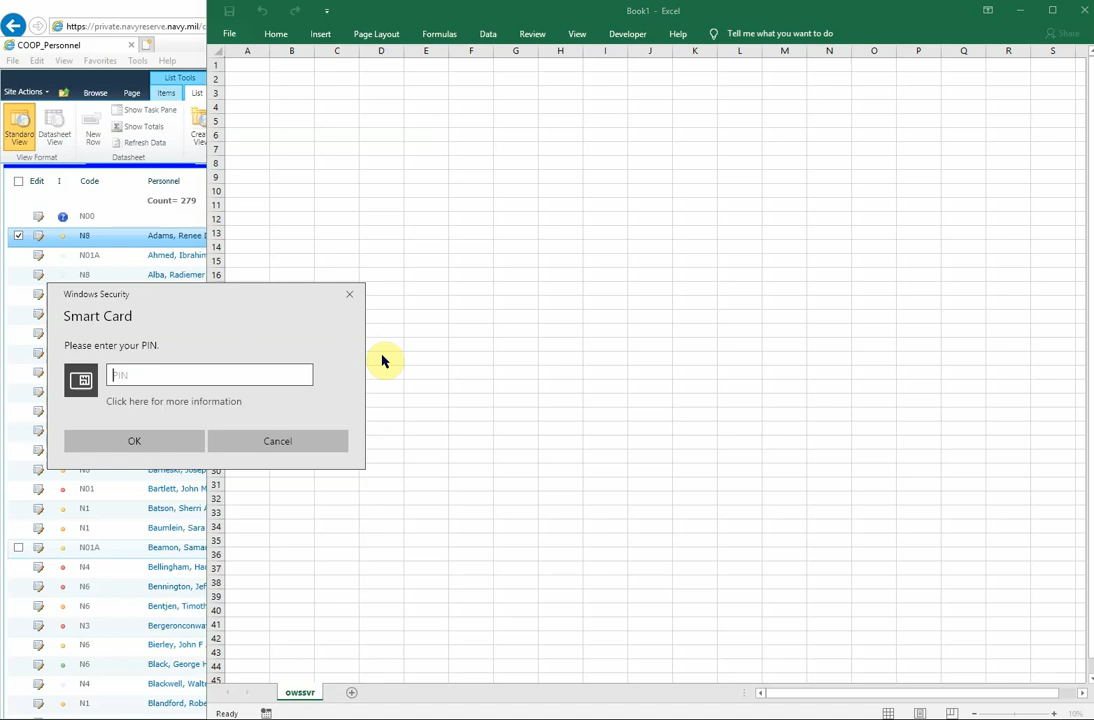 https://private.navyreserve.navy.mil/c
COOP_Personnel
File Edit View Favorites Tools Help
List Tools
Site Actions Browse Page Items List
Standard View
Datasheet View
New Row
Show Task Pane
Show Totals
Refresh Data
View Format Datasheet
Edit I Code Personnel
Count= 279
N00
N8 Adams, Renee
N01A Ahmed, Ibrahim
N8 Alba, Radiemer
N01 Bartlett, John M
N1 Batson, Sherri A
N1 Baumlein, Sara
N01A Beamon, Samar
N4 Bellingham, Ha
N6 Bennington, Jef
N6 Bentjen, Timoth
N3 Bergeronconwa
N6 Bierley, John F
N6 Black, George H
N4 Blackwell, Walte
N1 Blandford, Robe
Windows Security
Smart Card
Please enter your PIN.
PIN
Click here for more information
OK Cancel
Book1 - Excel
File Home Insert Page Layout Formulas Data Review View Developer Help Tell me what you want to do Share
A B C D E F G H I J K L M N O P Q R S
1
2
3
4
5
6
7
8
9
10
11
12
13
14
15
16
30
31
32
33
34
35
36
37
38
39
40
41
42
43
44
45
owssvr
Ready
10%